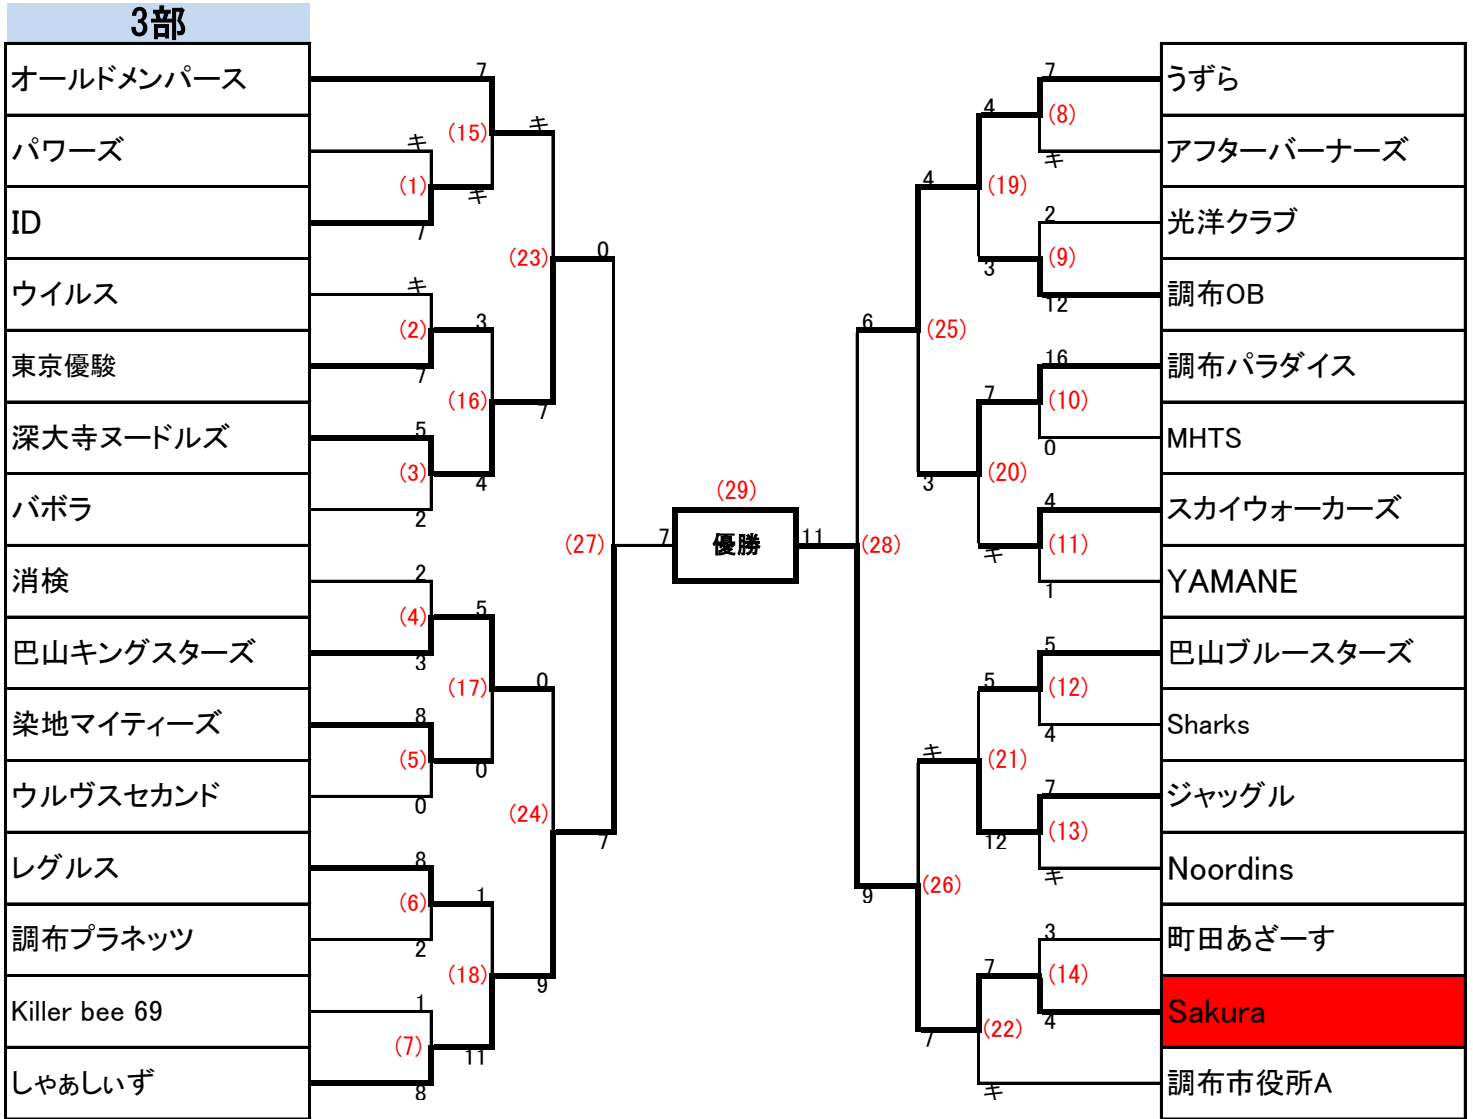 3部
オールドメンパース
パワーズ
ID
ウイルス
東京優駿
深大寺ヌードルズ
バボラ
消検
巴山キングスターズ
染地マイティーズ
ウルヴスセカンド
レグルス
調布プラネッツ
Killer bee 69
しゃぁしぃず
7
キ
(15)
キ
(1)
キ
7
(23)
0
キ
(2)
3
7
(16)
7
5
(3)
4
2
(27)
2
(4)
5
3
(17)
0
8
(5)
0
0
(24)
7
8
(6)
1
2
(18)
9
1
(7)
11
8
(29)
7
優勝
11
7
4
(8)
キ
4
(19)
2
(9)
3
12
6
(25)
16
7
(10)
0
3
(20)
4
キ
(11)
1
(28)
5
5
(12)
4
キ
(21)
7
12
(13)
キ
9
(26)
3
7
(14)
4
7
(22)
キ
うずら
アフターバーナーズ
光洋クラブ
調布OB
調布パラダイス
MHTS
スカイウォーカーズ
YAMANE
巴山ブルースターズ
Sharks
ジャッグル
Noordins
町田あざーす
Sakura
調布市役所A